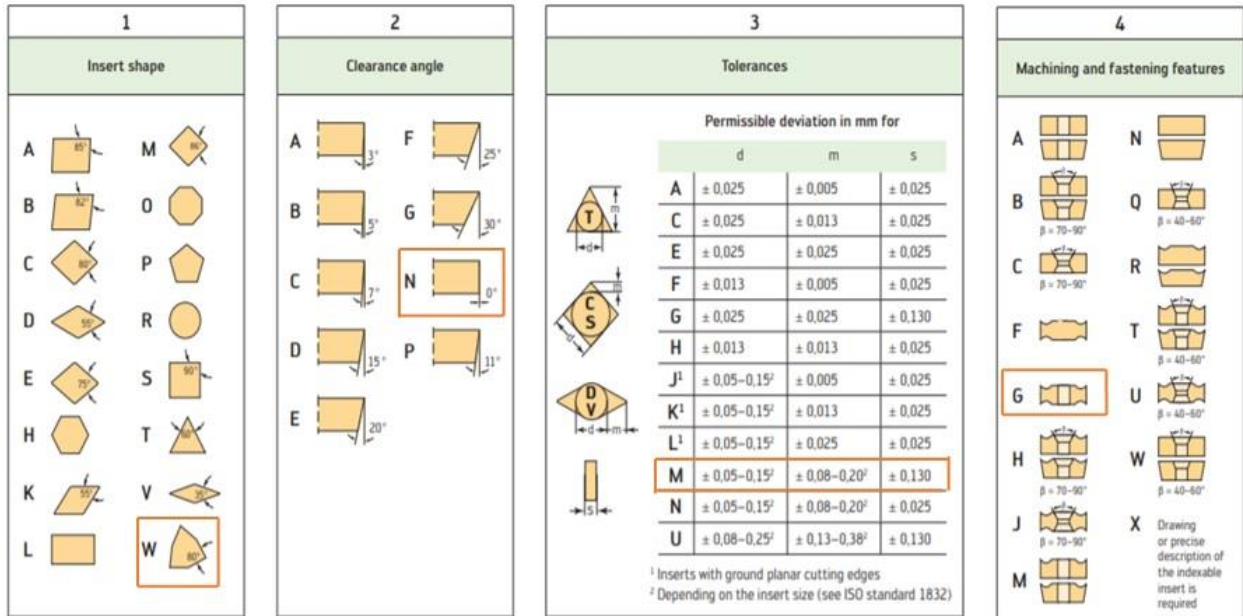 1
Insert shape
A 85° M 86°
B 82° O
C 80° P
D 55° R
E 75° S 90°
H T 60°
K 55° V 35°
L W 80°
2
Clearance angle
A 3° F 25°
B 5° G 30°
C 7° N 0°
D 15° P 11°
E 20°
3
Tolerances
Permissible deviation in mm for
d m s
A ± 0,025 ± 0,005 ± 0,025
C ± 0,025 ± 0,013 ± 0,025
E ± 0,025 ± 0,025 ± 0,025
F ± 0,013 ± 0,005 ± 0,025
G ± 0,025 ± 0,025 ± 0,130
H ± 0,013 ± 0,013 ± 0,025
J¹ ± 0,05–0,15² ± 0,005 ± 0,025
K¹ ± 0,05–0,15² ± 0,013 ± 0,025
L¹ ± 0,05–0,15² ± 0,025 ± 0,025
M ± 0,05–0,15² ± 0,08–0,20² ± 0,130
N ± 0,05–0,15² ± 0,08–0,20² ± 0,025
U ± 0,08–0,25² ± 0,13–0,38² ± 0,130
T
m
d
m
C
S
d
D
V
d m
s
¹ Inserts with ground planar cutting edges
² Depending on the insert size (see ISO standard 1832)
4
Machining and fastening features
A N
B Q
β = 70–90° β = 40–60°
C R
β = 70–90°
F T
β = 40–60°
G U
β = 40–60°
H W
β = 70–90° β = 40–60°
J X Drawing
β = 70–90° or precise
description of
M the indexable
insert is
required